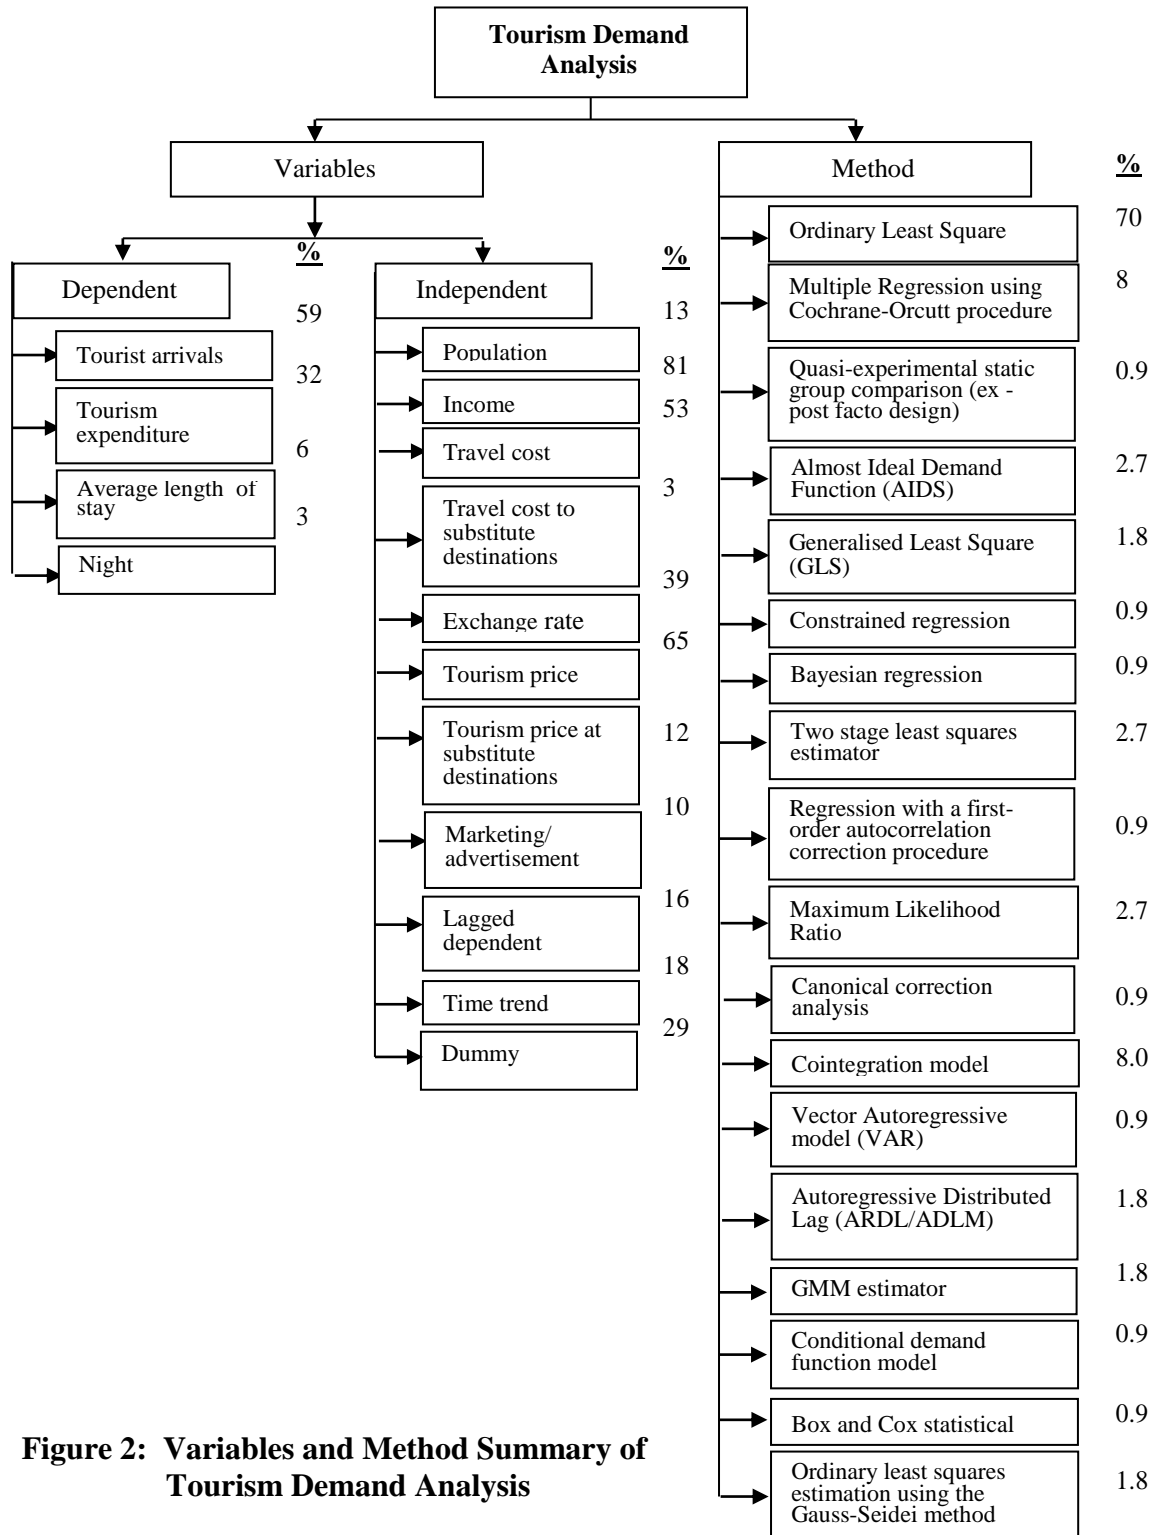 Tourism Demand
Analysis
Variables
Method
%
Dependent
%
59
Tourist arrivals
32
Tourism
expenditure
6
Average length of
stay
3
Night
Independent
%
13
Population
81
Income
53
Travel cost
3
Travel cost to
substitute
destinations
39
Exchange rate
65
Tourism price
Tourism price at
substitute
destinations
12
10
Marketing/
advertisement
16
Lagged
dependent
18
Time trend
29
Dummy
Ordinary Least Square
70
Multiple Regression using
Cochrane-Orcutt procedure
8
Quasi-experimental static
group comparison (ex -
post facto design)
0.9
Almost Ideal Demand
Function (AIDS)
2.7
Generalised Least Square
(GLS)
1.8
Constrained regression
0.9
Bayesian regression
0.9
Two stage least squares
estimator
2.7
Regression with a first-
order autocorrelation
correction procedure
0.9
Maximum Likelihood
Ratio
2.7
Canonical correction
analysis
0.9
Cointegration model
8.0
Vector Autoregressive
model (VAR)
0.9
Autoregressive Distributed
Lag (ARDL/ADLM)
1.8
GMM estimator
1.8
Conditional demand
function model
0.9
Box and Cox statistical
0.9
Ordinary least squares
estimation using the
Gauss-Seidei method
1.8
Figure 2: Variables and Method Summary of
Tourism Demand Analysis